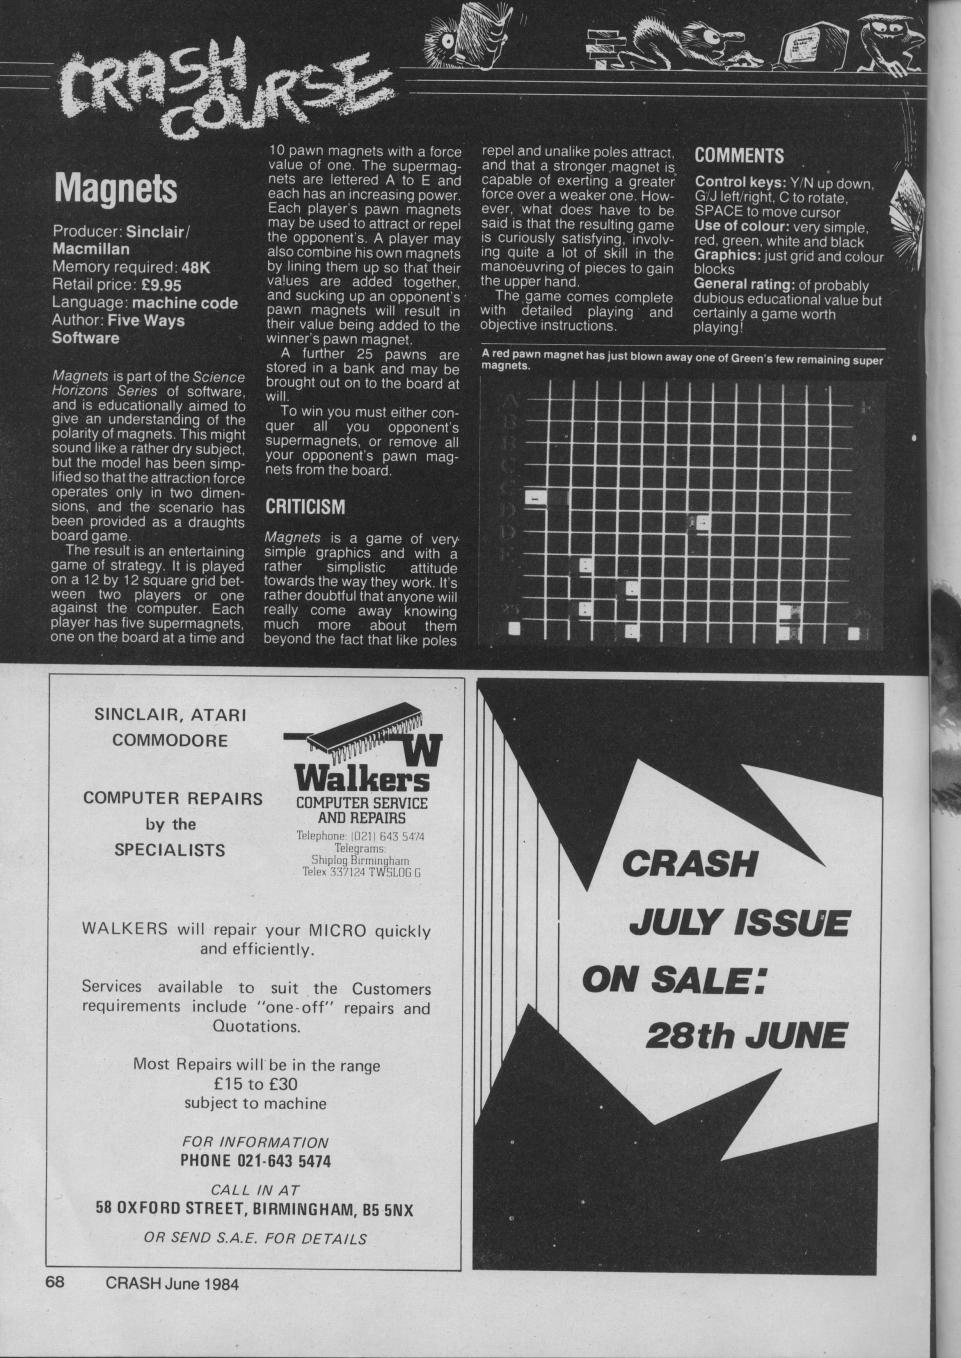 CRASH
COURSE
Magnets
Producer: Sinclair/
Macmillan
Memory required: 48K
Retail price: £9.95
Language: machine code
Author: Five Ways
Software
Magnets is part of the Science
Horizons Series of software,
and is educationally aimed to
give an understanding of the
polarity of magnets. This might
sound like a rather dry subject,
but the model has been simp-
lified so that the attraction force
operates only in two dimen-
sions, and the scenario has
been provided as a draughts
board game.
The result is an entertaining
game of strategy. It is played
on a 12 by 12 square grid bet-
ween two players or one
against the computer. Each
player has five supermagnets,
one on the board at a time and
10 pawn magnets with a force
value of one. The supermag-
nets are lettered A to E and
each has an increasing power.
Each player's pawn magnets
may be used to attract or repel
the opponent's. A player may
also combine his own magnets
by lining them up so that their
values are added together,
and sucking up an opponent's
pawn magnets will result in
their value being added to the
winner's pawn magnet.
A further 25 pawns are
stored in a bank and may be
brought out on to the board at
will.
To win you must either con-
quer all you opponent's
supermagnets, or remove all
your opponent's pawn mag-
nets from the board.
CRITICISM
Magnets is a game of very
simple graphics and with a
rather simplistic attitude
towards the way they work. It's
rather doubtful that anyone will
really come away knowing
much more about them
beyond the fact that like poles
repel and unalike poles attract,
and that a stronger magnet is
capable of exerting a greater
force over a weaker one. How-
ever, what does have to be
said is that the resulting game
is curiously satisfying, involv-
ing quite a lot of skill in the
manoeuvring of pieces to gain
the upper hand.
The game comes complete
with detailed playing and
objective instructions.
COMMENTS
Control keys: Y/N up down,
G/J left/right, C to rotate,
SPACE to move cursor
Use of colour: very simple,
red, green, white and black
Graphics: just grid and colour
blocks
General rating: of probably
dubious educational value but
certainly a game worth
playing!
A red pawn magnet has just blown away one of Green's few remaining super
magnets.
SINCLAIR, ATARI
COMMODORE
COMPUTER REPAIRS
by the
SPECIALISTS
W
Walkers
COMPUTER SERVICE
AND REPAIRS
Telephone: (021) 643 5474
Telegrams:
Shiplog Birmingham
Telex 337124 TWSLOG G
WALKERS will repair your MICRO quickly
and efficiently.
Services available to suit the Customers
requirements include "one-off" repairs and
Quotations.
Most Repairs will be in the range
£15 to £30
subject to machine
FOR INFORMATION
PHONE 021-643 5474
CALL IN AT
58 OXFORD STREET, BIRMINGHAM, B5 5NX
OR SEND S.A.E. FOR DETAILS
CRASH
JULY ISSUE
ON SALE:
28th JUNE
68 CRASH June 1984